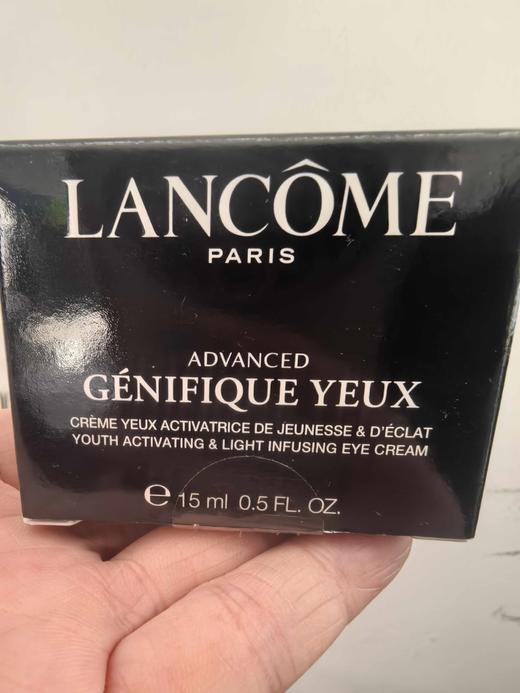 LANCÔME
PARIS
ADVANCED
GÉNIFIQUE YEUX
CRÈME YEUX ACTIVATRICE DE JEUNESSE & D'ÉCLAT
YOUTH ACTIVATING & LIGHT INFUSING EYE CREAM
℮ 15 ml 0.5 FL. OZ.